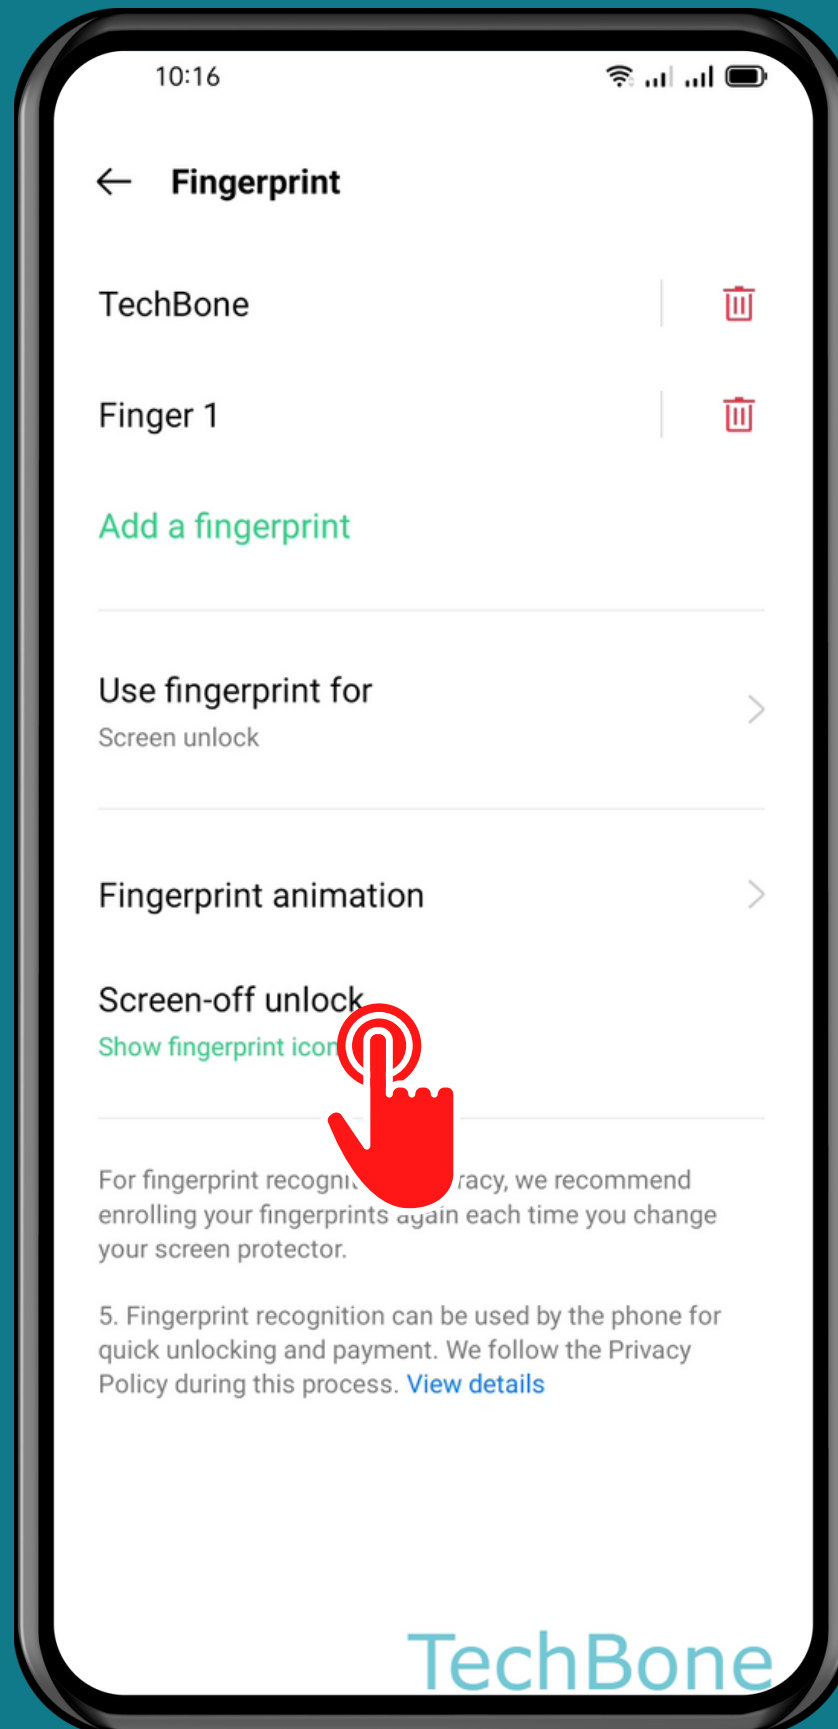 10:16
Fingerprint
TechBone
Finger 1
Add a fingerprint
Use fingerprint for
Screen unlock
Fingerprint animation
Screen-off unlock
Show fingerprint icon
For fingerprint we recommend
enrolling your fingerprints again each time you change
your screen protector.
5. Fingerprint recognition can be used by the phone for
quick unlocking and payment. We follow the Privacy
Policy during this process. View details
TechBone